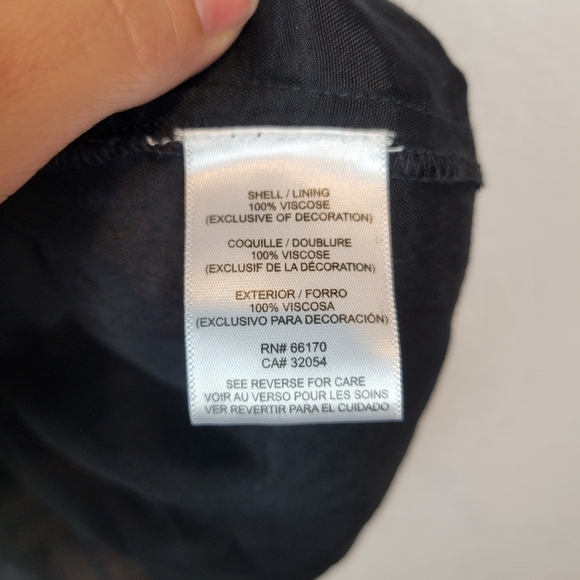 SHELL / LINING
100% VISCOSE
(EXCLUSIVE OF DECORATION)
COQUILLE / DOUBLURE
100% VISCOSE
(EXCLUSIF DE LA DÉCORATION)
EXTERIOR / FORRO
100% VISCOSA
(EXCLUSIVO PARA DECORACIÓN)
RN# 66170
CA# 32054
SEE REVERSE FOR CARE
VOIR AU VERSO POUR LES SOINS
VER REVERTIR PARA EL CUIDADO